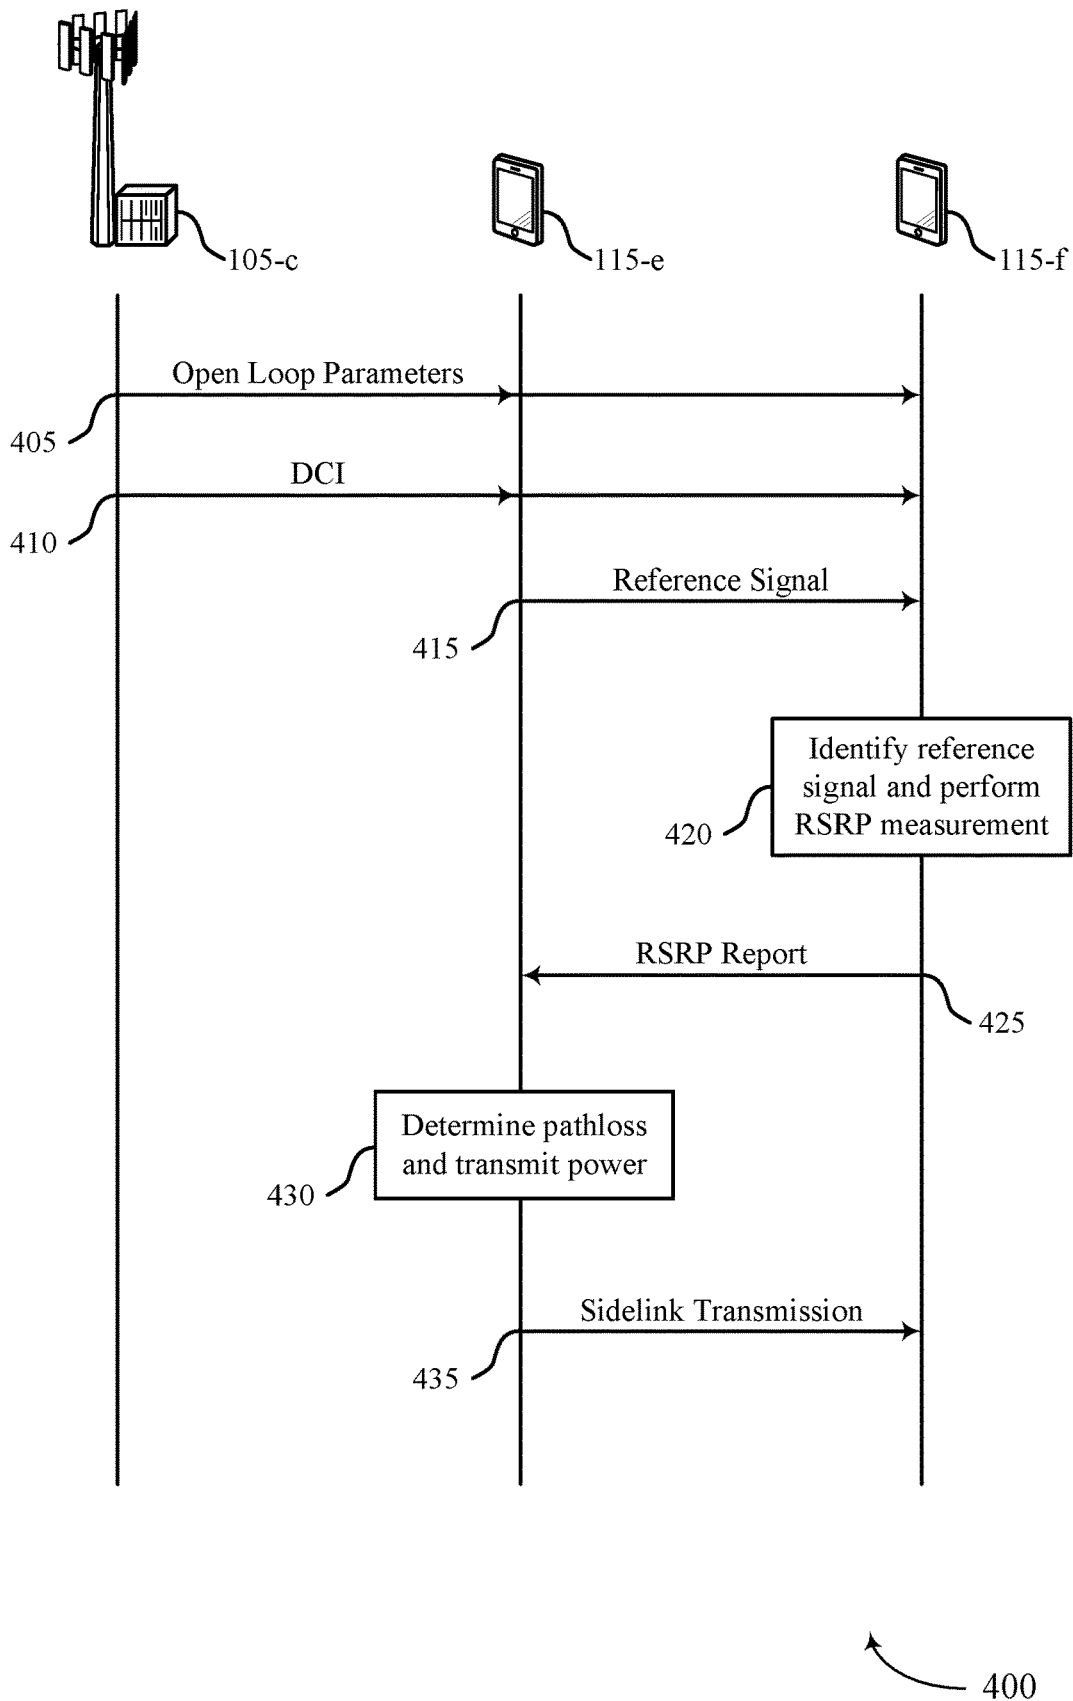 105-c
115-e
115-f
Open Loop Parameters
405
DCI
410
Reference Signal
415
Identify reference
signal and perform
RSRP measurement
420
RSRP Report
425
Determine pathloss
and transmit power
430
Sidelink Transmission
435
400